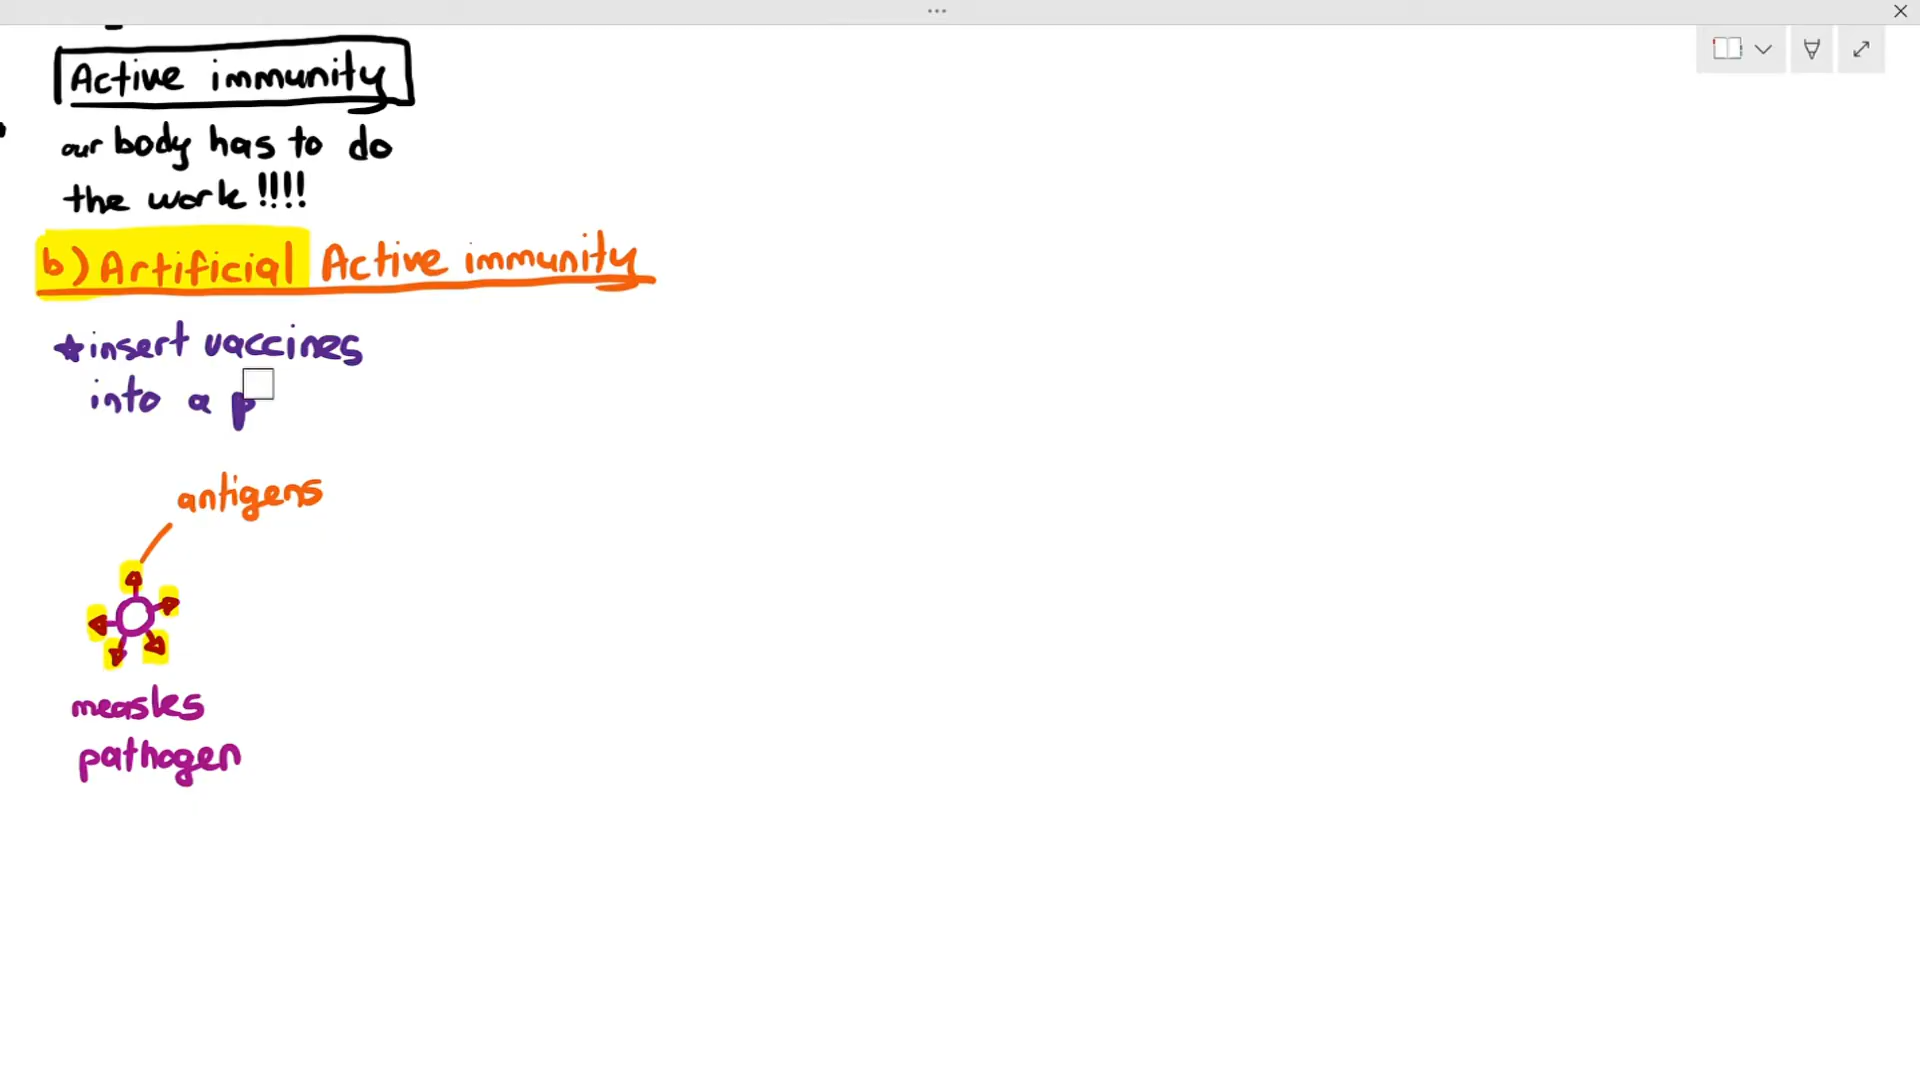 Active immunity
our body has to do
the work !!!!
b) Artificial Active immunity
★insert vaccines
into a p
antigens
measles
pathogen